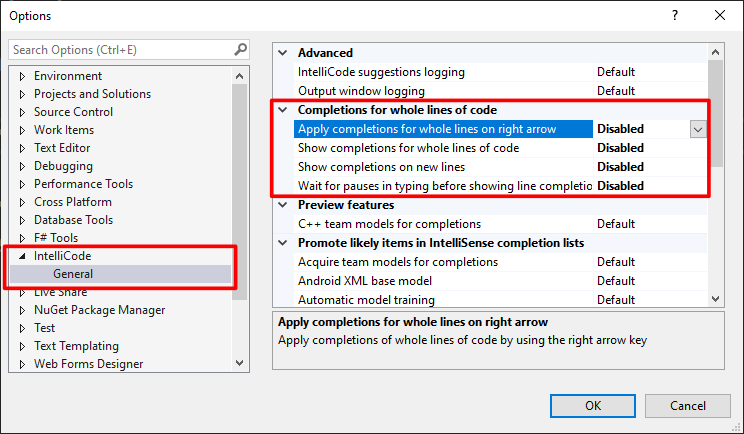 Options
Search Options (Ctrl+E)
Environment
Projects and Solutions
Source Control
Work Items
Text Editor
Debugging
Performance Tools
Cross Platform
Database Tools
F# Tools
IntelliCode
General
Live Share
NuGet Package Manager
Test
Text Templating
Web Forms Designer
Advanced
IntelliCode suggestions logging Default
Output window logging Default
Completions for whole lines of code
Apply completions for whole lines on right arrow Disabled
Show completions for whole lines of code Disabled
Show completions on new lines Disabled
Wait for pauses in typing before showing line completio Disabled
Preview features
C++ team models for completions Default
Promote likely items in IntelliSense completion lists
Acquire team models for completions Default
Android XML base model Default
Automatic model training Default
Apply completions for whole lines on right arrow
Apply completions of whole lines of code by using the right arrow key
OK Cancel